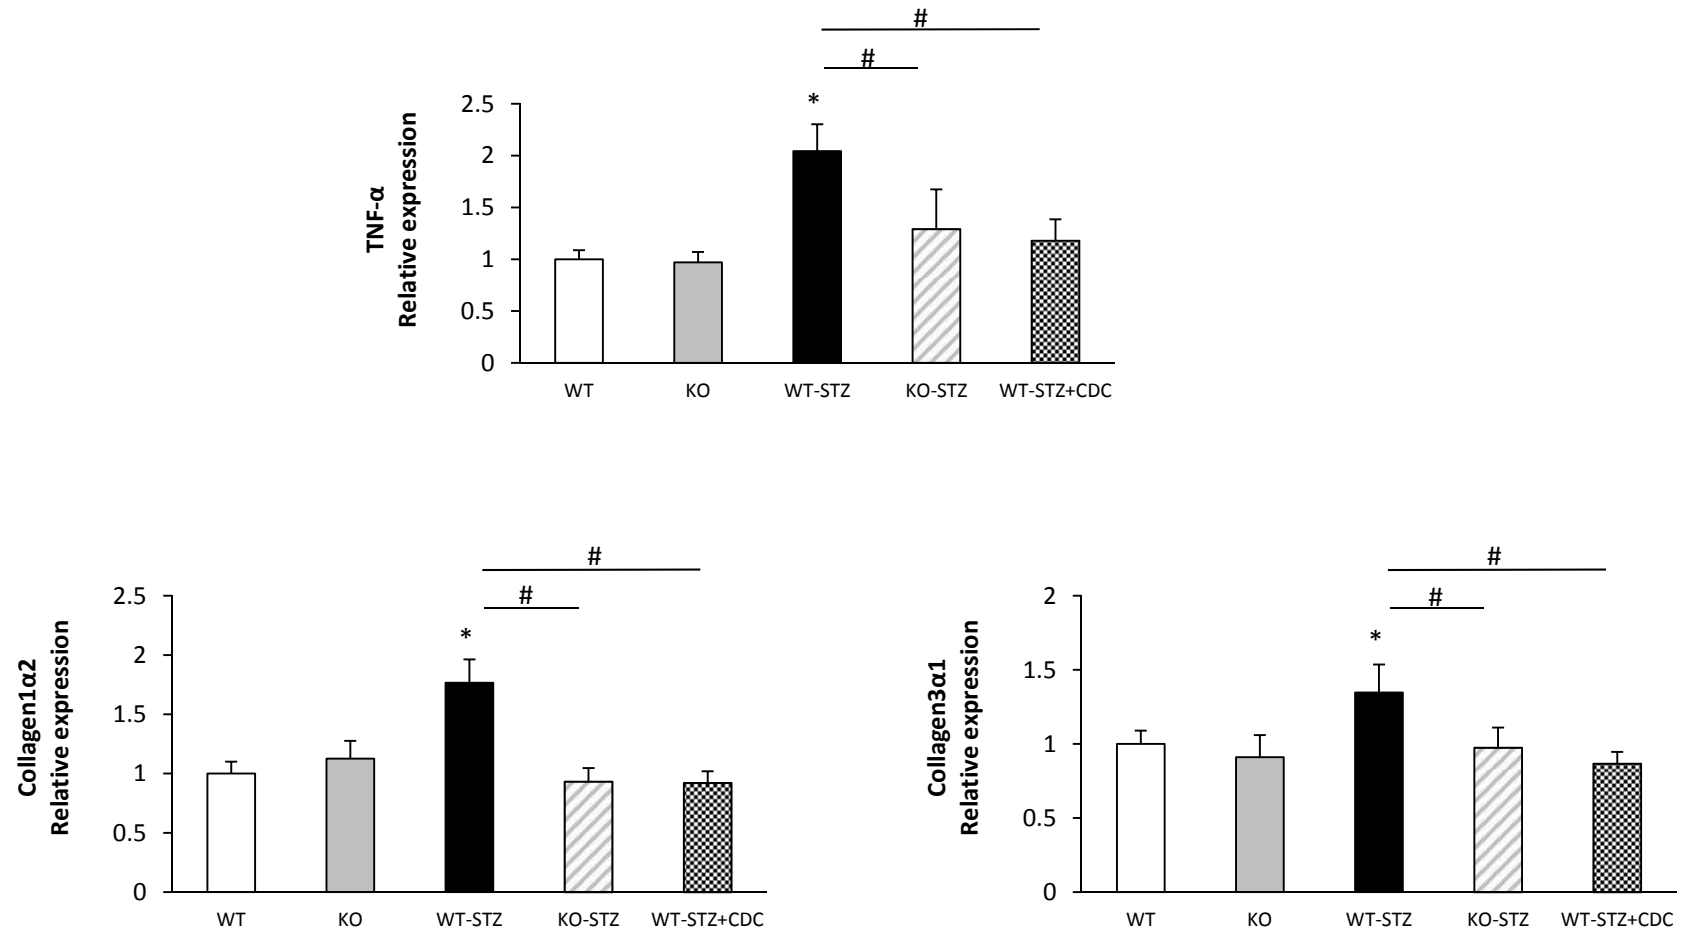 #
#
*
TNF-α
Relative expression
2.5
2
1.5
1
0.5
0
WT KO WT-STZ KO-STZ WT-STZ+CDC
#
#
*
Collagen1α2
Relative expression
2.5
2
1.5
1
0.5
0
WT KO WT-STZ KO-STZ WT-STZ+CDC
#
#
*
Collagen3α1
Relative expression
2
1.5
1
0.5
0
WT KO WT-STZ KO-STZ WT-STZ+CDC